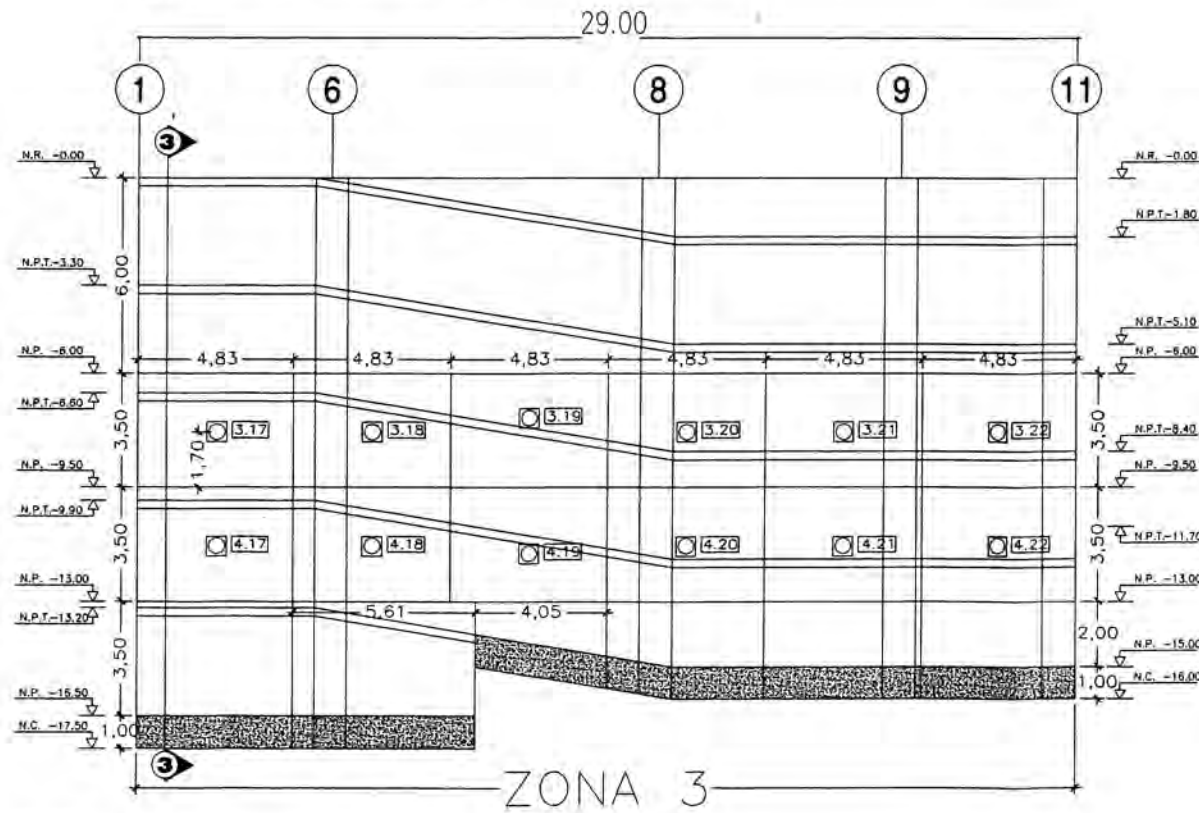 29.00
1 6 8 9 11
3
N.R. -0.00
N.R. -0.00
N.P.T.-1.80
N.P.T.-3.30
6,00
N.P.T.-5.10
N.P. -6.00
4,83 4,83 4,83 4,83 4,83 4,83
N.P. -6.00
N.P.T.-6.60
3,50
3.17 3.18 3.19 3.20 3.21 3.22
3,50
N.P.T.-8.40
1,70
N.P. -9.50
N.P. -9.50
N.P.T.-9.90
3,50
4.17 4.18 4.19 4.20 4.21 4.22
3,50
N.P.T.-11.70
N.P. -13.00
N.P. -13.00
N.P.T.-13.20
5,61 4,05
3,50
2,00
N.P. -15.00
1,00
N.C. -16.00
N.P. -16.50
N.C. -17.50
1,00
3
ZONA 3